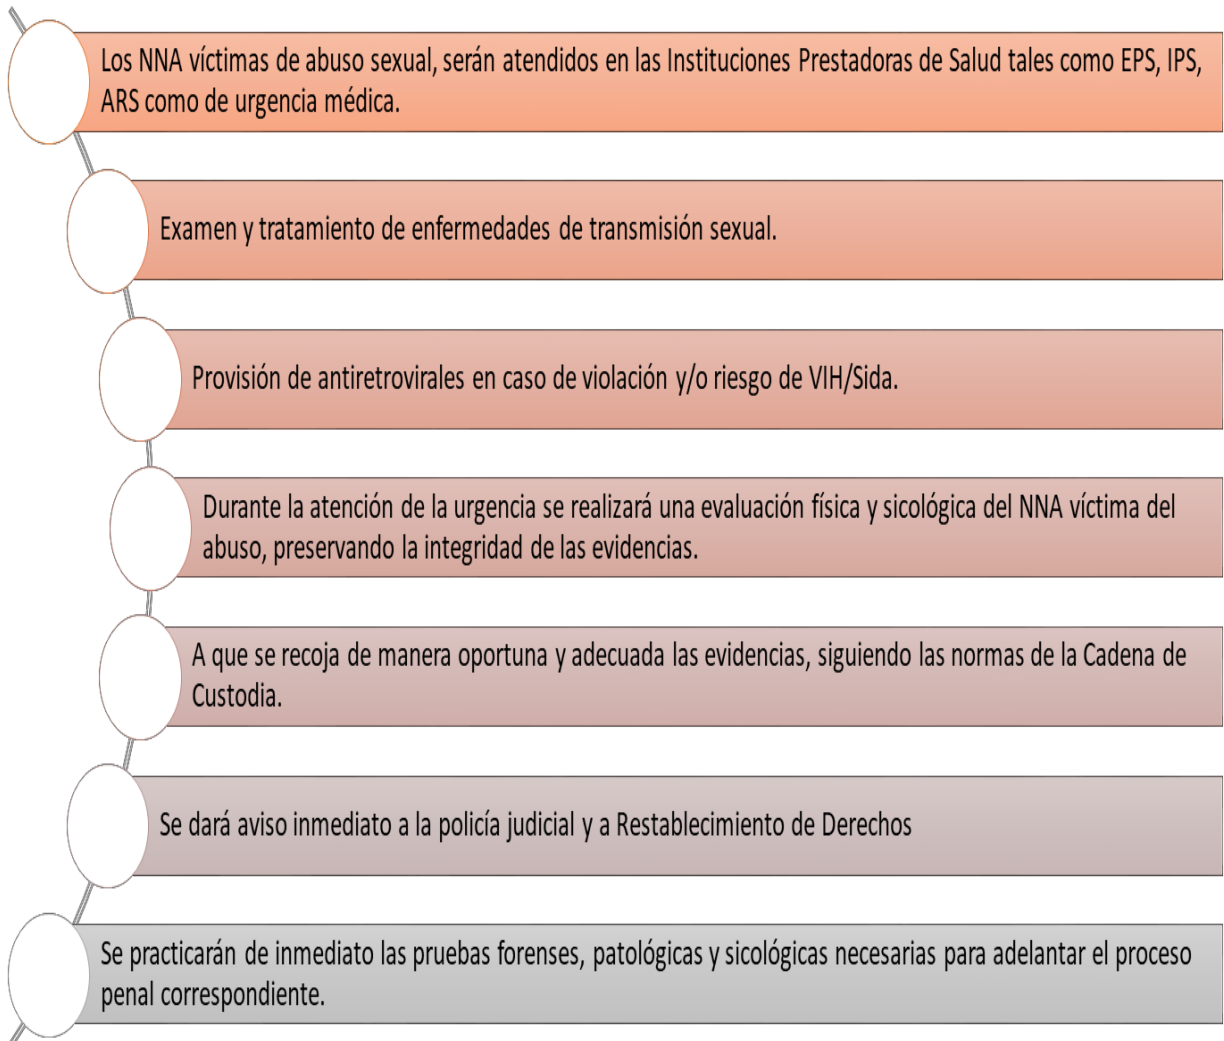 Los NNA víctimas de abuso sexual, serán atendidos en las Instituciones Prestadoras de Salud tales como EPS, IPS,
ARS como de urgencia médica.
Examen y tratamiento de enfermedades de transmisión sexual.
Provisión de antiretrovirales en caso de violación y/o riesgo de VIH/Sida.
Durante la atención de la urgencia se realizará una evaluación física y sicológica del NNA víctima del
abuso, preservando la integridad de las evidencias.
A que se recoja de manera oportuna y adecuada las evidencias, siguiendo las normas de la Cadena de
Custodia.
Se dará aviso inmediato a la policía judicial y a Restablecimiento de Derechos
Se practicarán de inmediato las pruebas forenses, patológicas y sicológicas necesarias para adelantar el proceso
penal correspondiente.